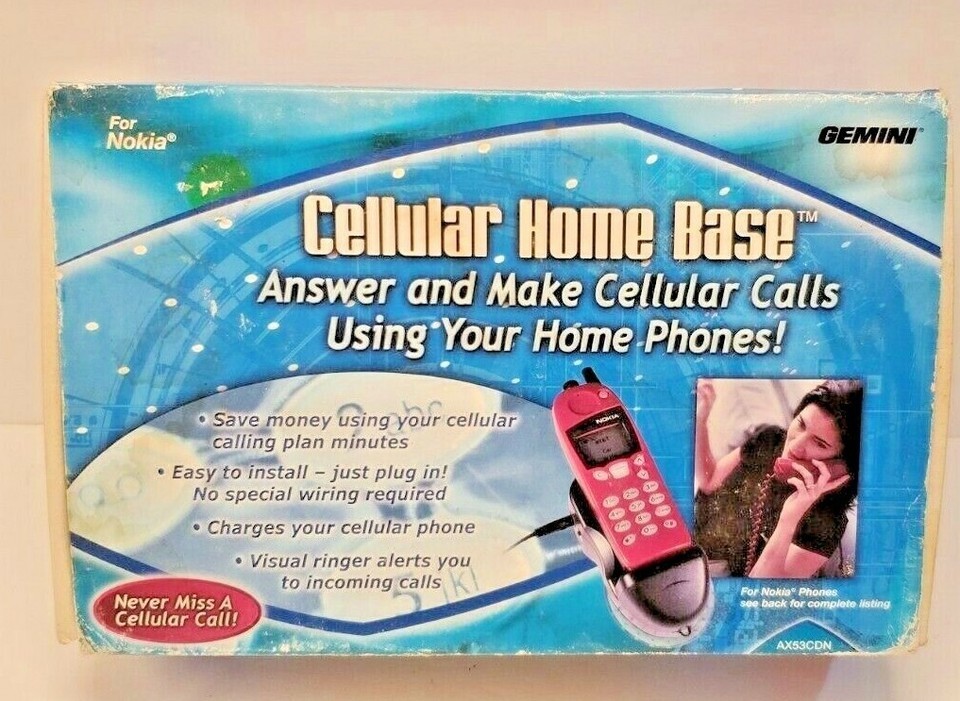 For
Nokia®
GEMINI®
Cellular Home Base™
Answer and Make Cellular Calls
Using Your Home Phones!
• Save money using your cellular
calling plan minutes
• Easy to install – just plug in!
No special wiring required
• Charges your cellular phone
• Visual ringer alerts you
to incoming calls
Never Miss A
Cellular Call!
NOKIA
AT&T
For Nokia® Phones
see back for complete listing
AX53CDN